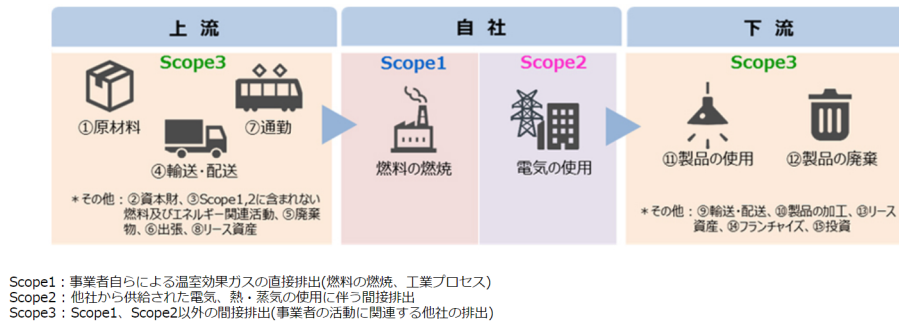 上 流
自 社
下 流
Scope3
①原材料
⑦通勤
④輸送・配送
＊その他：②資本財、③Scope1,2に含まれない
燃料及びエネルギー関連活動、⑤廃棄
物、⑥出張、⑧リース資産
Scope1
燃料の燃焼
Scope2
電気の使用
Scope3
⑪製品の使用
⑫製品の廃棄
＊その他：⑨輸送・配送、⑩製品の加工、⑬リース
資産、⑭フランチャイズ、⑮投資
Scope1：事業者自らによる温室効果ガスの直接排出(燃料の燃焼、工業プロセス)
Scope2：他社から供給された電気、熱・蒸気の使用に伴う間接排出
Scope3：Scope1、Scope2以外の間接排出(事業者の活動に関連する他社の排出)